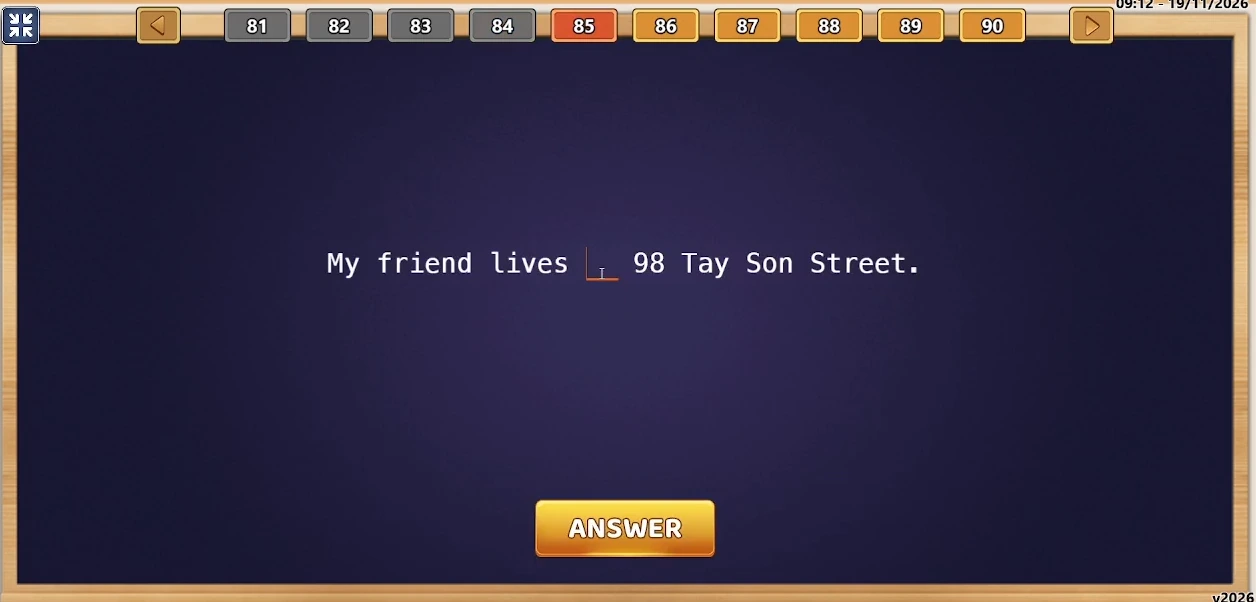 09:12 - 19/11/2026
81 82 83 84 85 86 87 88 89 90
My friend lives __ 98 Tay Son Street.
ANSWER
v2026